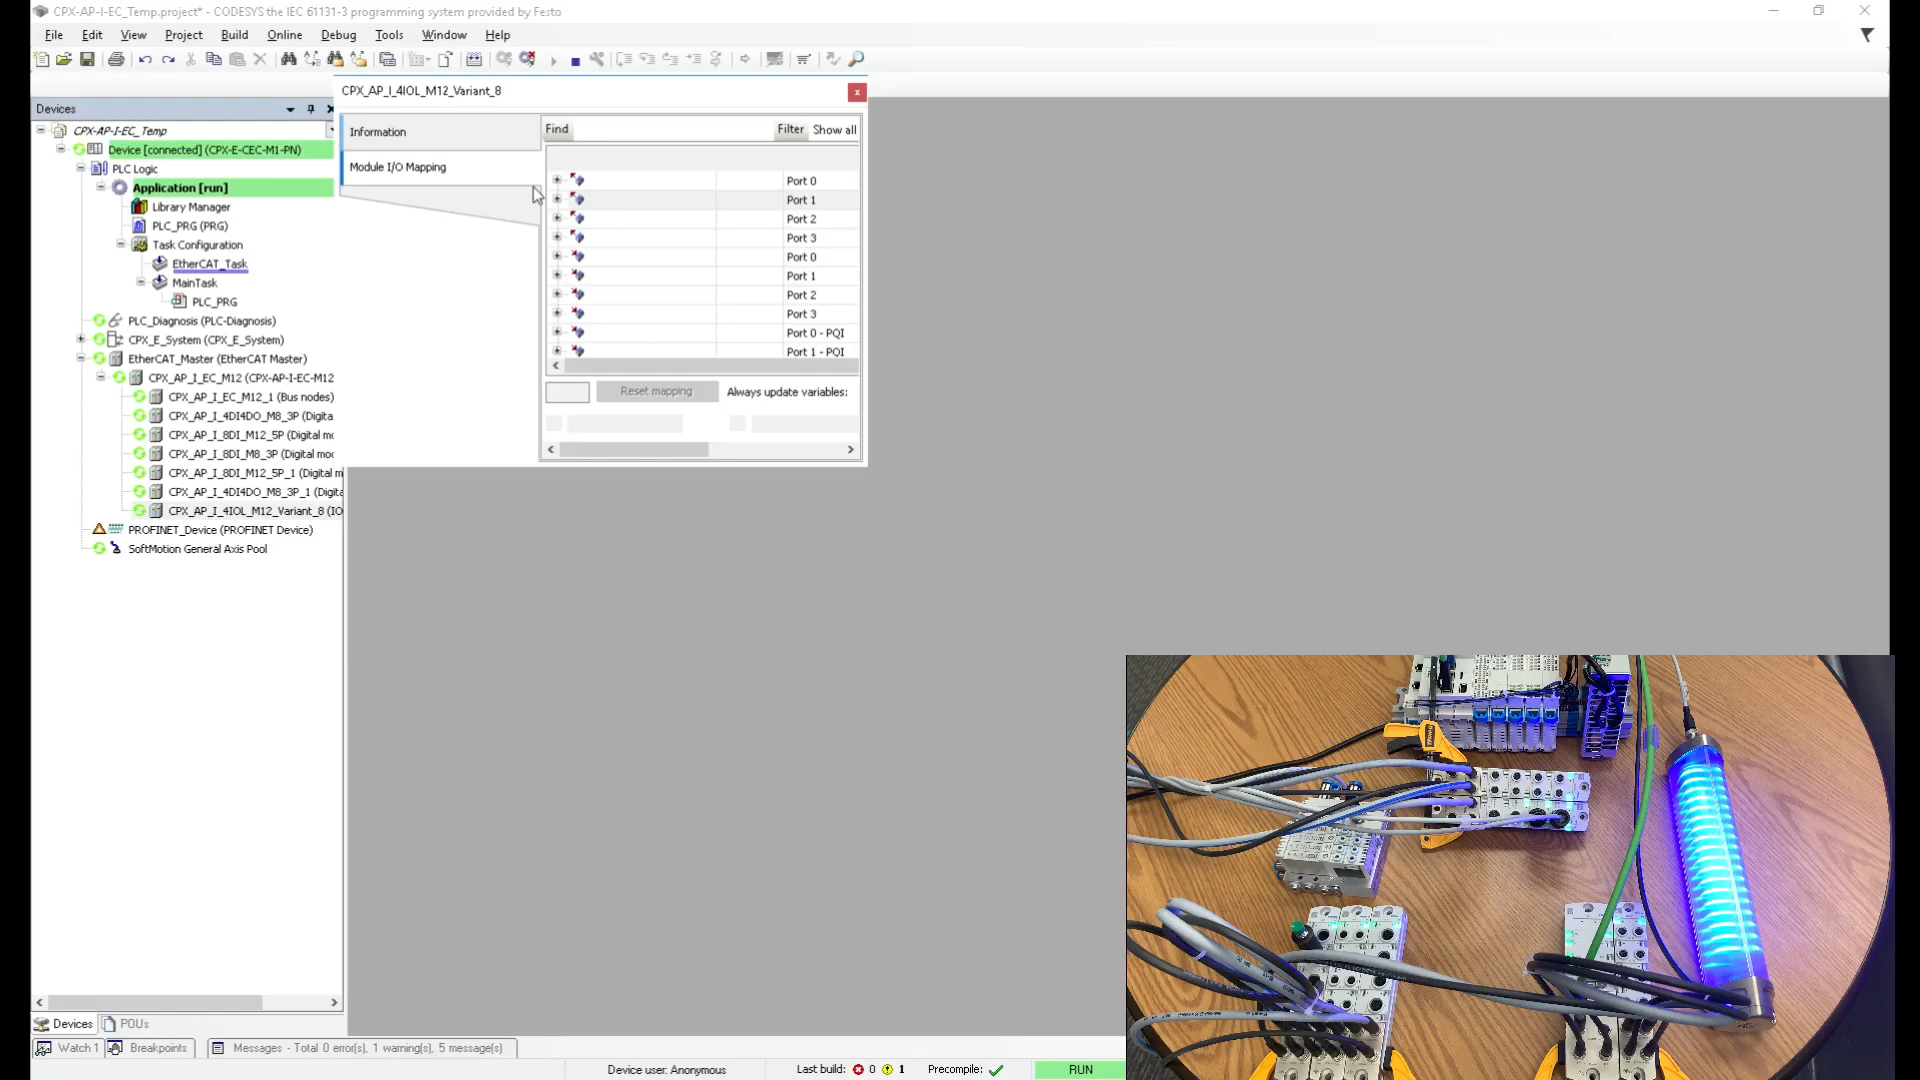 CPX-AP-I-EC_Temp.project* - CODESYS the IEC 61131-3 programming system provided by Festo
File Edit View Project Build Online Debug Tools Window Help
Devices
CPX-AP-I-EC_Temp
Device [connected] (CPX-E-CEC-M1-PN)
PLC Logic
Application [run]
Library Manager
PLC_PRG (PRG)
Task Configuration
EtherCAT_Task
MainTask
PLC_PRG
PLC_Diagnosis (PLC-Diagnosis)
CPX_E_System (CPX_E_System)
EtherCAT_Master (EtherCAT Master)
CPX_AP_I_EC_M12 (CPX-AP-I-EC-M12
CPX_AP_I_EC_M12_1 (Bus nodes)
CPX_AP_I_4DI4DO_M8_3P (Digita
CPX_AP_I_8DI_M12_5P (Digital mo
CPX_AP_I_8DI_M8_3P (Digital moc
CPX_AP_I_8DI_M12_5P_1 (Digital m
CPX_AP_I_4DI4DO_M8_3P_1 (Digita
CPX_AP_I_4IOL_M12_Variant_8 (IO
PROFINET_Device (PROFINET Device)
SoftMotion General Axis Pool
CPX_AP_I_4IOL_M12_Variant_8
Information
Module I/O Mapping
Find Filter Show all
Port 0
Port 1
Port 2
Port 3
Port 0
Port 1
Port 2
Port 3
Port 0 - PQI
Port 1 - PQI
Reset mapping Always update variables:
Devices POUs
Watch 1 Breakpoints Messages - Total 0 error(s), 1 warning(s), 5 message(s)
Device user: Anonymous Last build: 0 1 Precompile: RUN